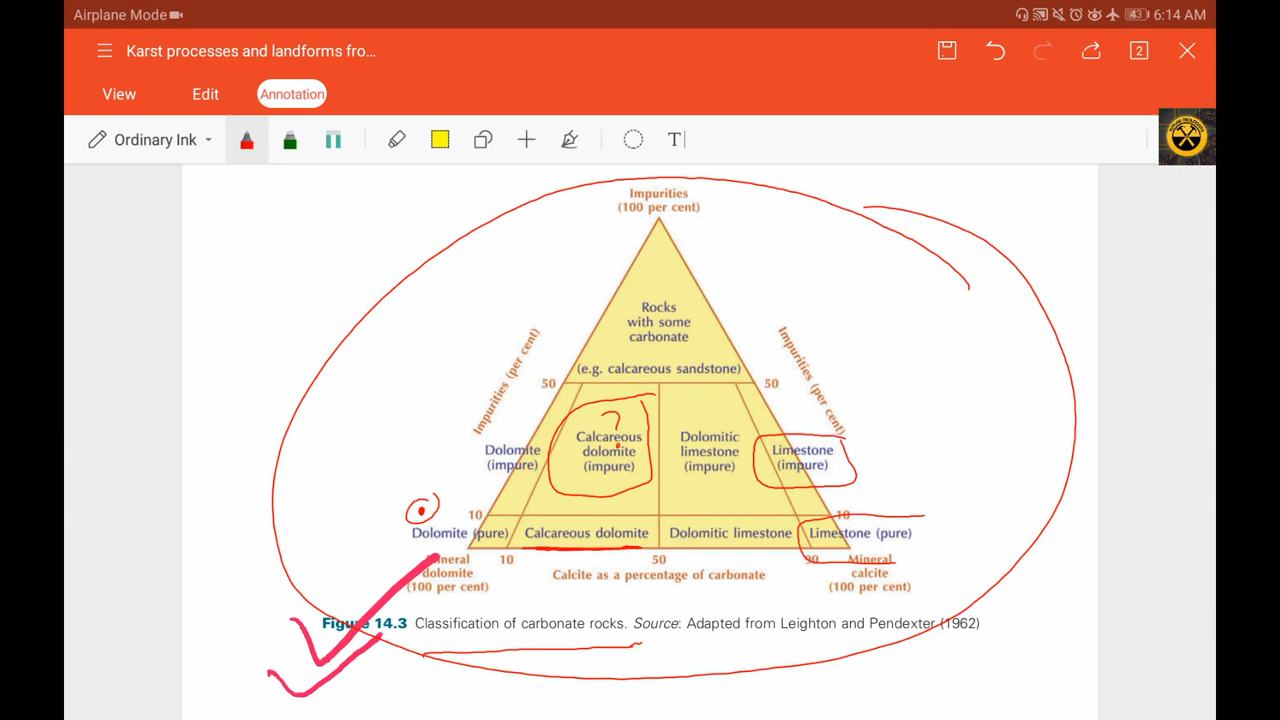 Airplane Mode
43 6:14 AM
Karst processes and landforms fro...
2
View Edit Annotation
Ordinary Ink
T
Impurities
(100 per cent)
Rocks
with some
carbonate
(e.g. calcareous sandstone)
Impurities (per cent)
Impurities (per cent)
50
50
Dolomite
(impure)
Calcareous
dolomite
(impure)
?
Dolomitic
limestone
(impure)
Limestone
(impure)
10
10
Dolomite (pure)
Calcareous dolomite
Dolomitic limestone
Limestone (pure)
Mineral
dolomite
(100 per cent)
10
50
90
Calcite as a percentage of carbonate
Mineral
calcite
(100 per cent)
Figure 14.3 Classification of carbonate rocks. Source: Adapted from Leighton and Pendexter (1962)